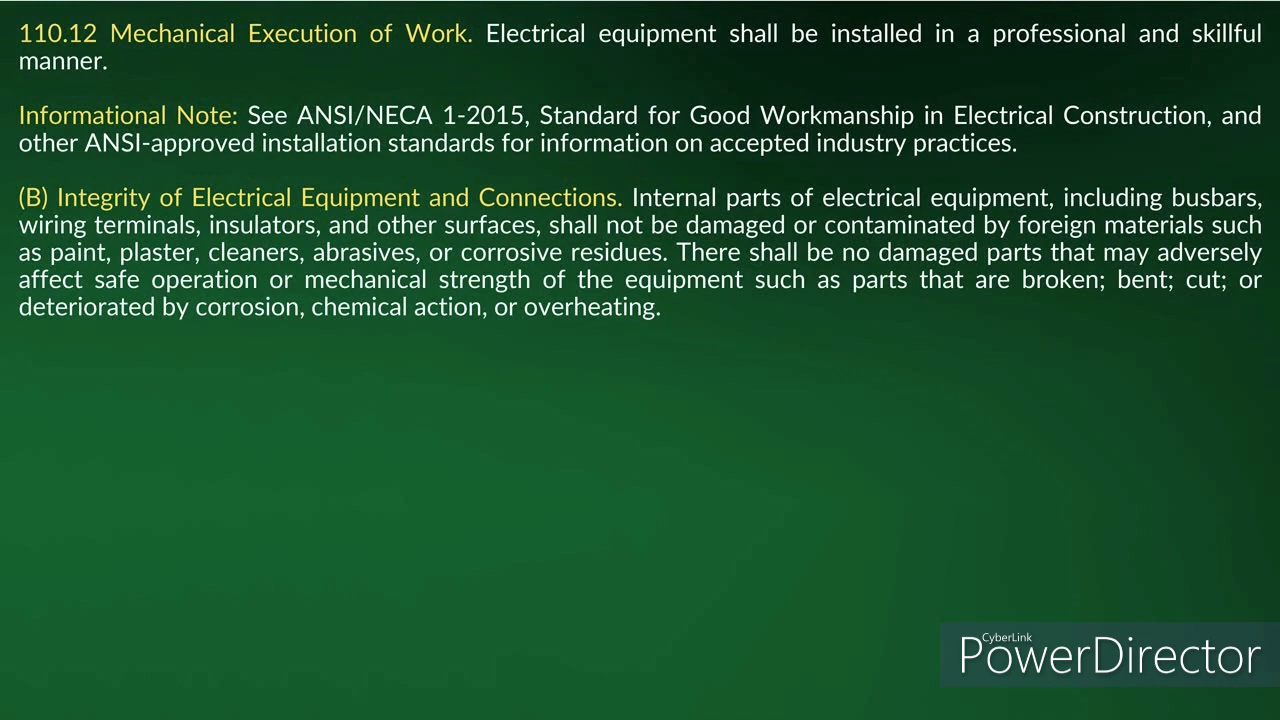 110.12 Mechanical Execution of Work. Electrical equipment shall be installed in a professional and skillful
manner.
Informational Note: See ANSI/NECA 1-2015, Standard for Good Workmanship in Electrical Construction, and
other ANSI-approved installation standards for information on accepted industry practices.
(B) Integrity of Electrical Equipment and Connections. Internal parts of electrical equipment, including busbars,
wiring terminals, insulators, and other surfaces, shall not be damaged or contaminated by foreign materials such
as paint, plaster, cleaners, abrasives, or corrosive residues. There shall be no damaged parts that may adversely
affect safe operation or mechanical strength of the equipment such as parts that are broken; bent; cut; or
deteriorated by corrosion, chemical action, or overheating.
CyberLink
PowerDirector